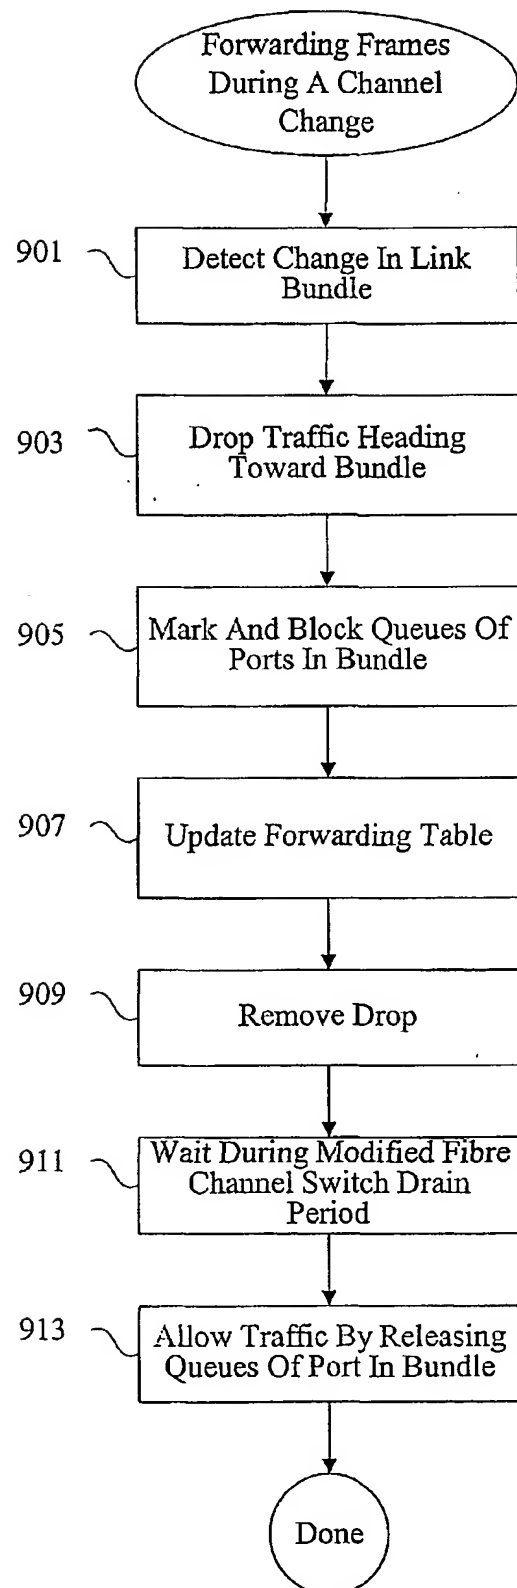 Forwarding Frames
During A Channel
Change
901
Detect Change In Link
Bundle
903
Drop Traffic Heading
Toward Bundle
905
Mark And Block Queues Of
Ports In Bundle
907
Update Forwarding Table
909
Remove Drop
911
Wait During Modified Fibre
Channel Switch Drain
Period
913
Allow Traffic By Releasing
Queues Of Port In Bundle
Done